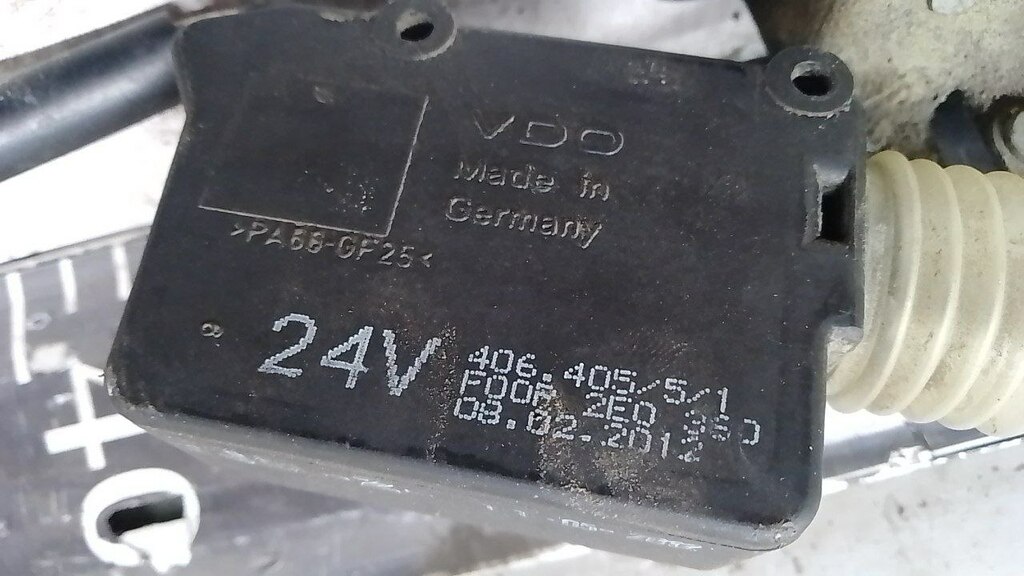 VDO
Made in
Germany
>PA66-GF25<
24V
406.405/5/1
08.02.2012